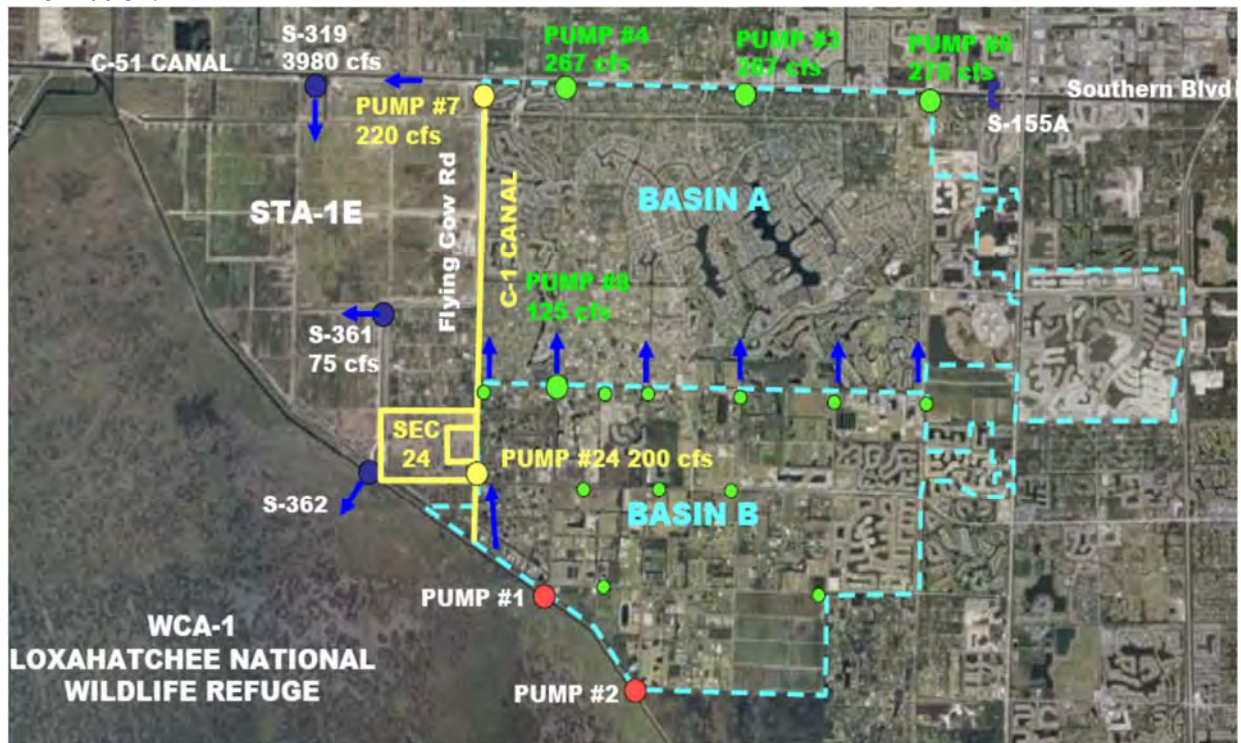 S-319
3980 cfs
C-51 CANAL
PUMP #4
267 cfs
PUMP #3
267 cfs
PUMP #6
276 cfs
Southern Blvd
S-155A
PUMP #7
220 cfs
STA-1E
Flying Cow Rd
C-1 CANAL
BASIN A
PUMP #8
125 cfs
S-361
75 cfs
SEC
24
PUMP #24 200 cfs
S-362
BASIN B
PUMP #1
WCA-1
LOXAHATCHEE NATIONAL
WILDLIFE REFUGE
PUMP #2